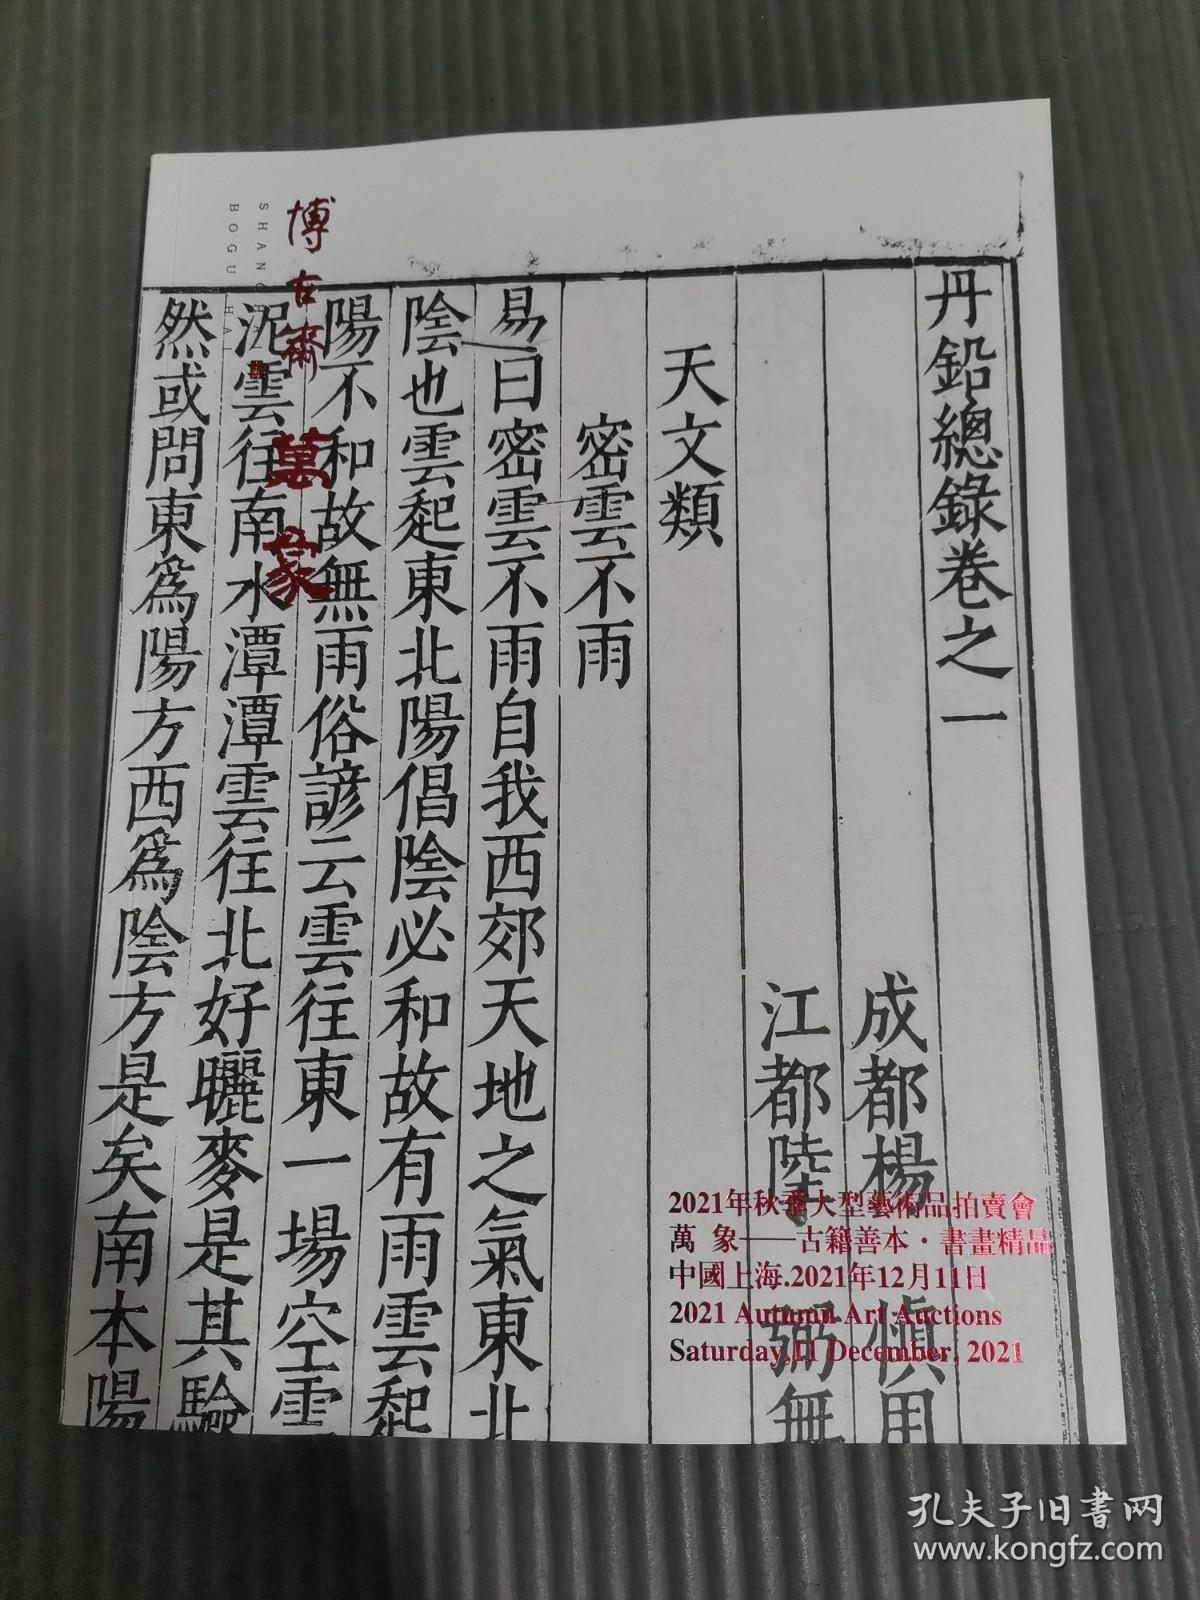 丹鉛總錄卷之一
成都楊 慎用
江都陸 弼無
天文類
密雲不雨
易曰密雲不雨自我西郊天地之氣東北
陰也雲起東北陽倡陰必和故有雨雲起
陽不和故無雨俗諺云雲往東一場空雲
泥雲往南水潭潭雲往北好曬麥是其驗
然或問東為陽方西為陰方是矣南本陽
博古齋
萬象
2021年秋季大型藝術品拍賣會
萬 象——古籍善本·書畫精品
中國上海.2021年12月11日
2021 Autumn Art Auctions
Saturday,11 December, 2021
孔夫子旧书网
www.kongfz.com